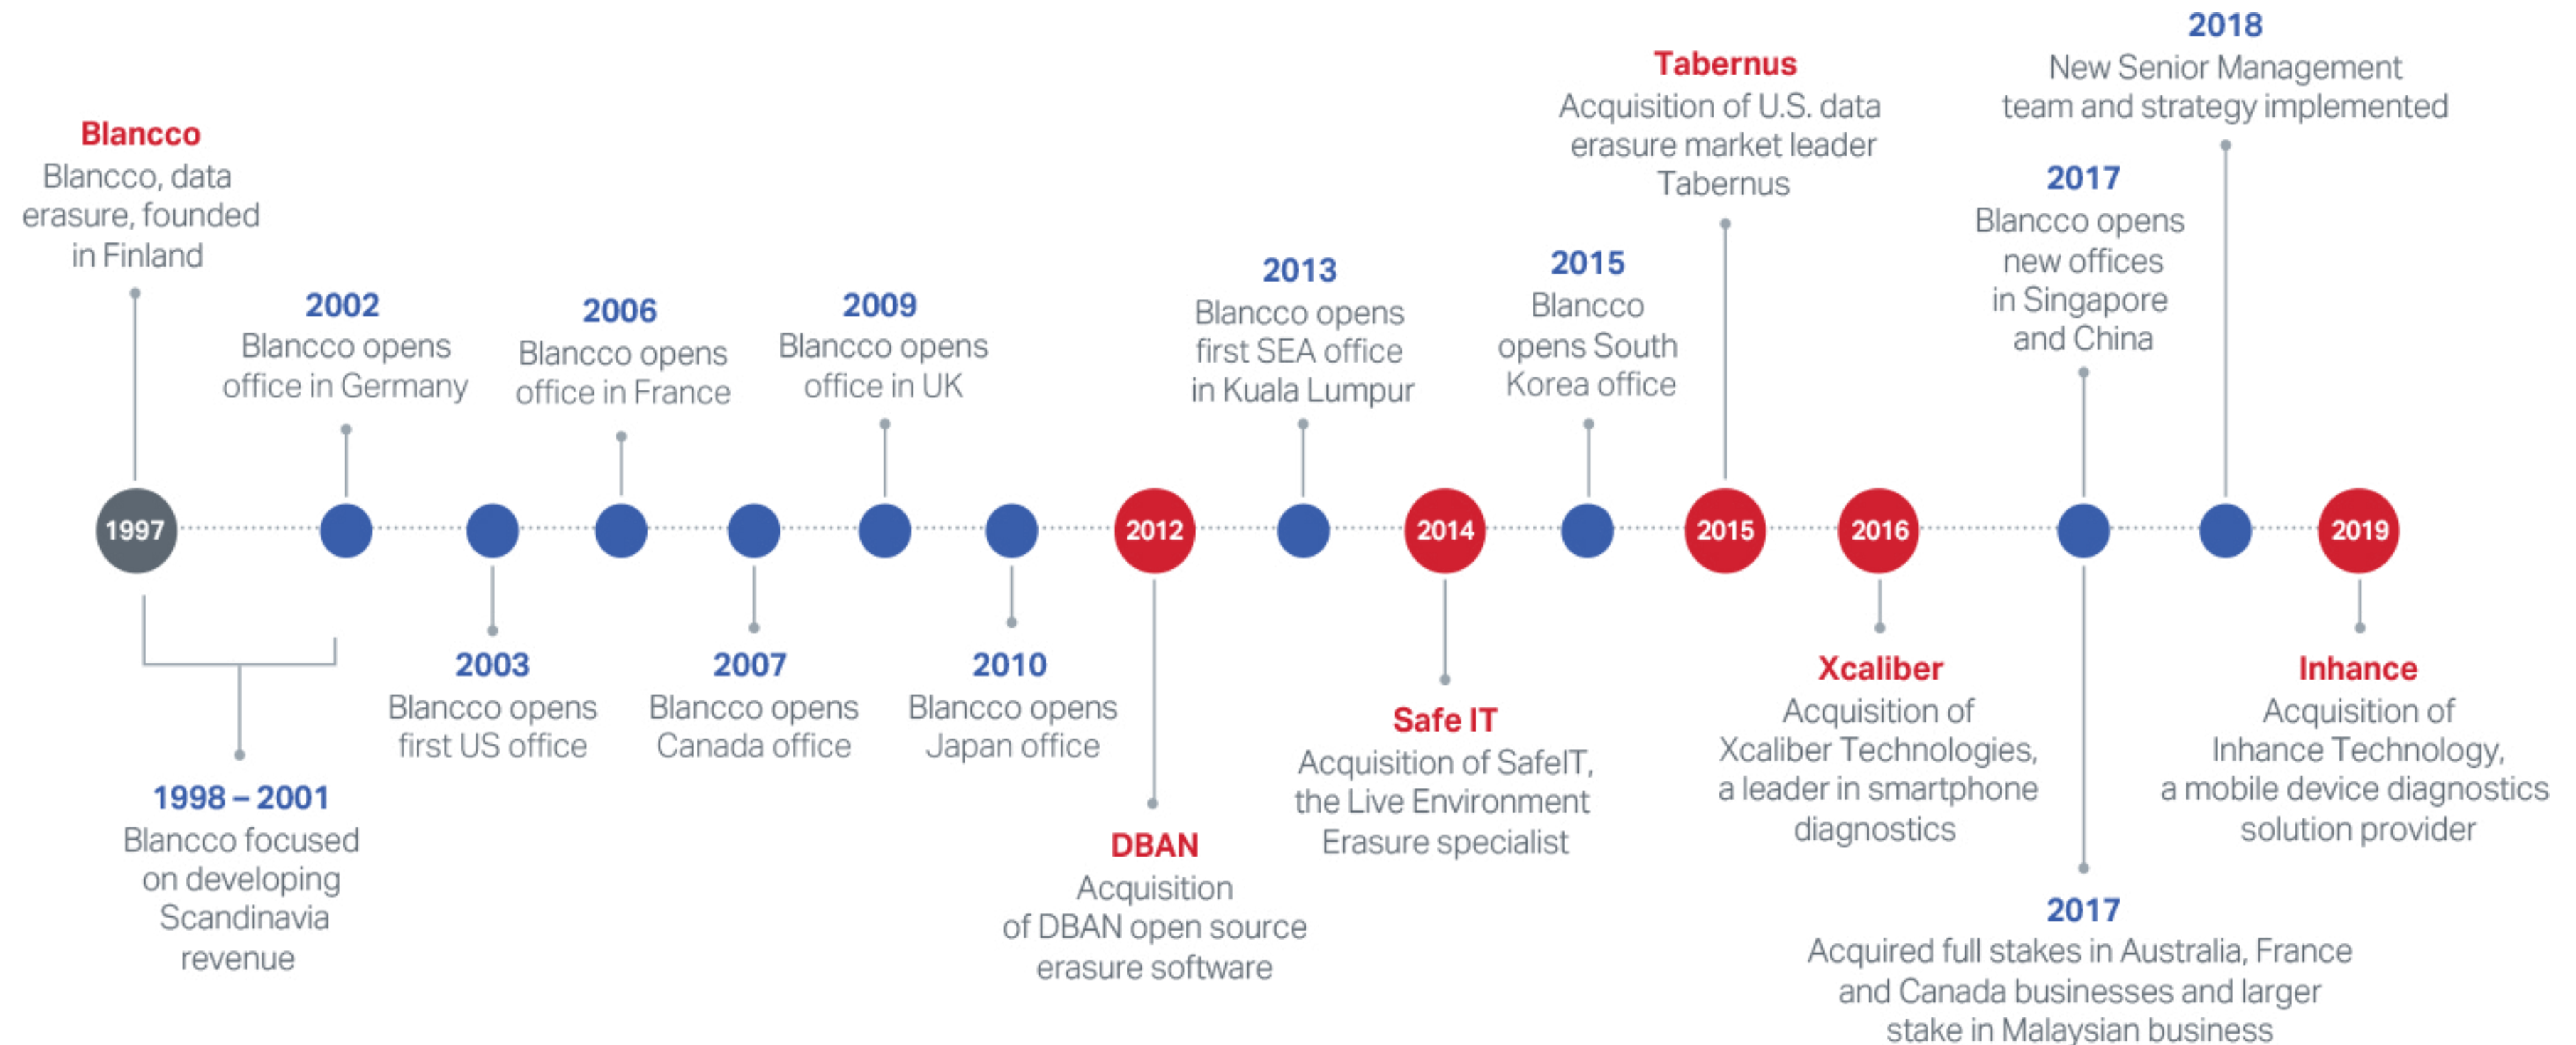 Blancco
Blancco, data
erasure, founded
in Finland
1997
1998 – 2001
Blancco focused
on developing
Scandinavia
revenue
2002
Blancco opens
office in Germany
2003
Blancco opens
first US office
2006
Blancco opens
office in France
2007
Blancco opens
Canada office
2009
Blancco opens
office in UK
2010
Blancco opens
Japan office
2012
DBAN
Acquisition
of DBAN open source
erasure software
2013
Blancco opens
first SEA office
in Kuala Lumpur
2014
Safe IT
Acquisition of SafeIT,
the Live Environment
Erasure specialist
2015
Blancco
opens South
Korea office
Tabernus
Acquisition of U.S. data
erasure market leader
Tabernus
2015
2016
Xcaliber
Acquisition of
Xcaliber Technologies,
a leader in smartphone
diagnostics
2017
Blancco opens
new offices
in Singapore
and China
2017
Acquired full stakes in Australia, France
and Canada businesses and larger
stake in Malaysian business
2018
New Senior Management
team and strategy implemented
2019
Inhance
Acquisition of
Inhance Technology,
a mobile device diagnostics
solution provider